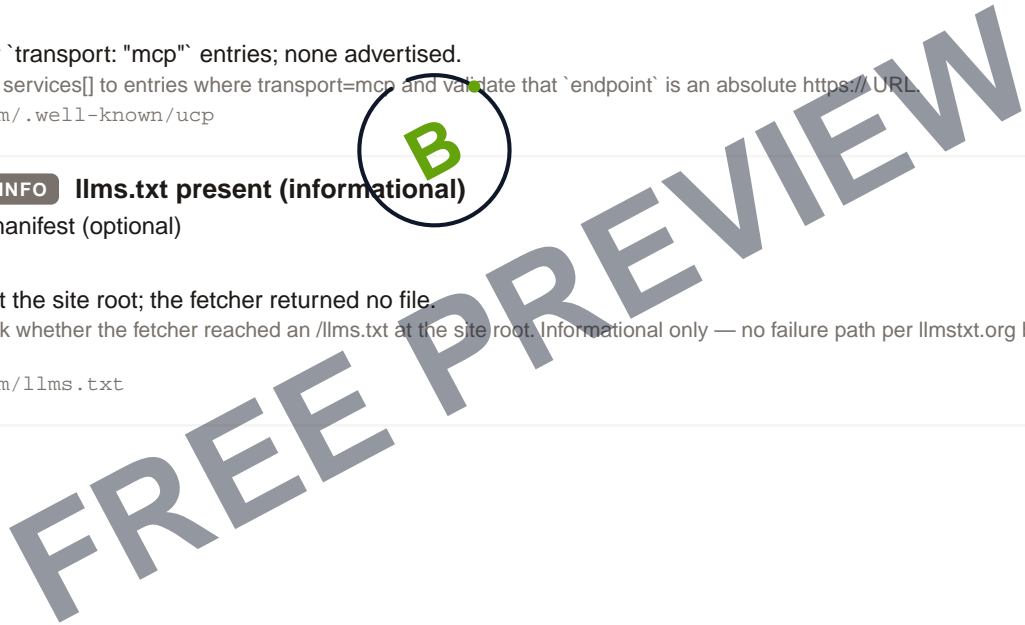 `transport: "mcp"` entries; none advertised.
services[] to entries where transport=mcp and validate that `endpoint` is an absolute https:// URL.
m/.well-known/ucp
B
INFO llms.txt present (informational)
manifest (optional)
t the site root; the fetcher returned no file.
k whether the fetcher reached an /llms.txt at the site root. Informational only — no failure path per llmstxt.org
m/llms.txt
FREE PREVIEW